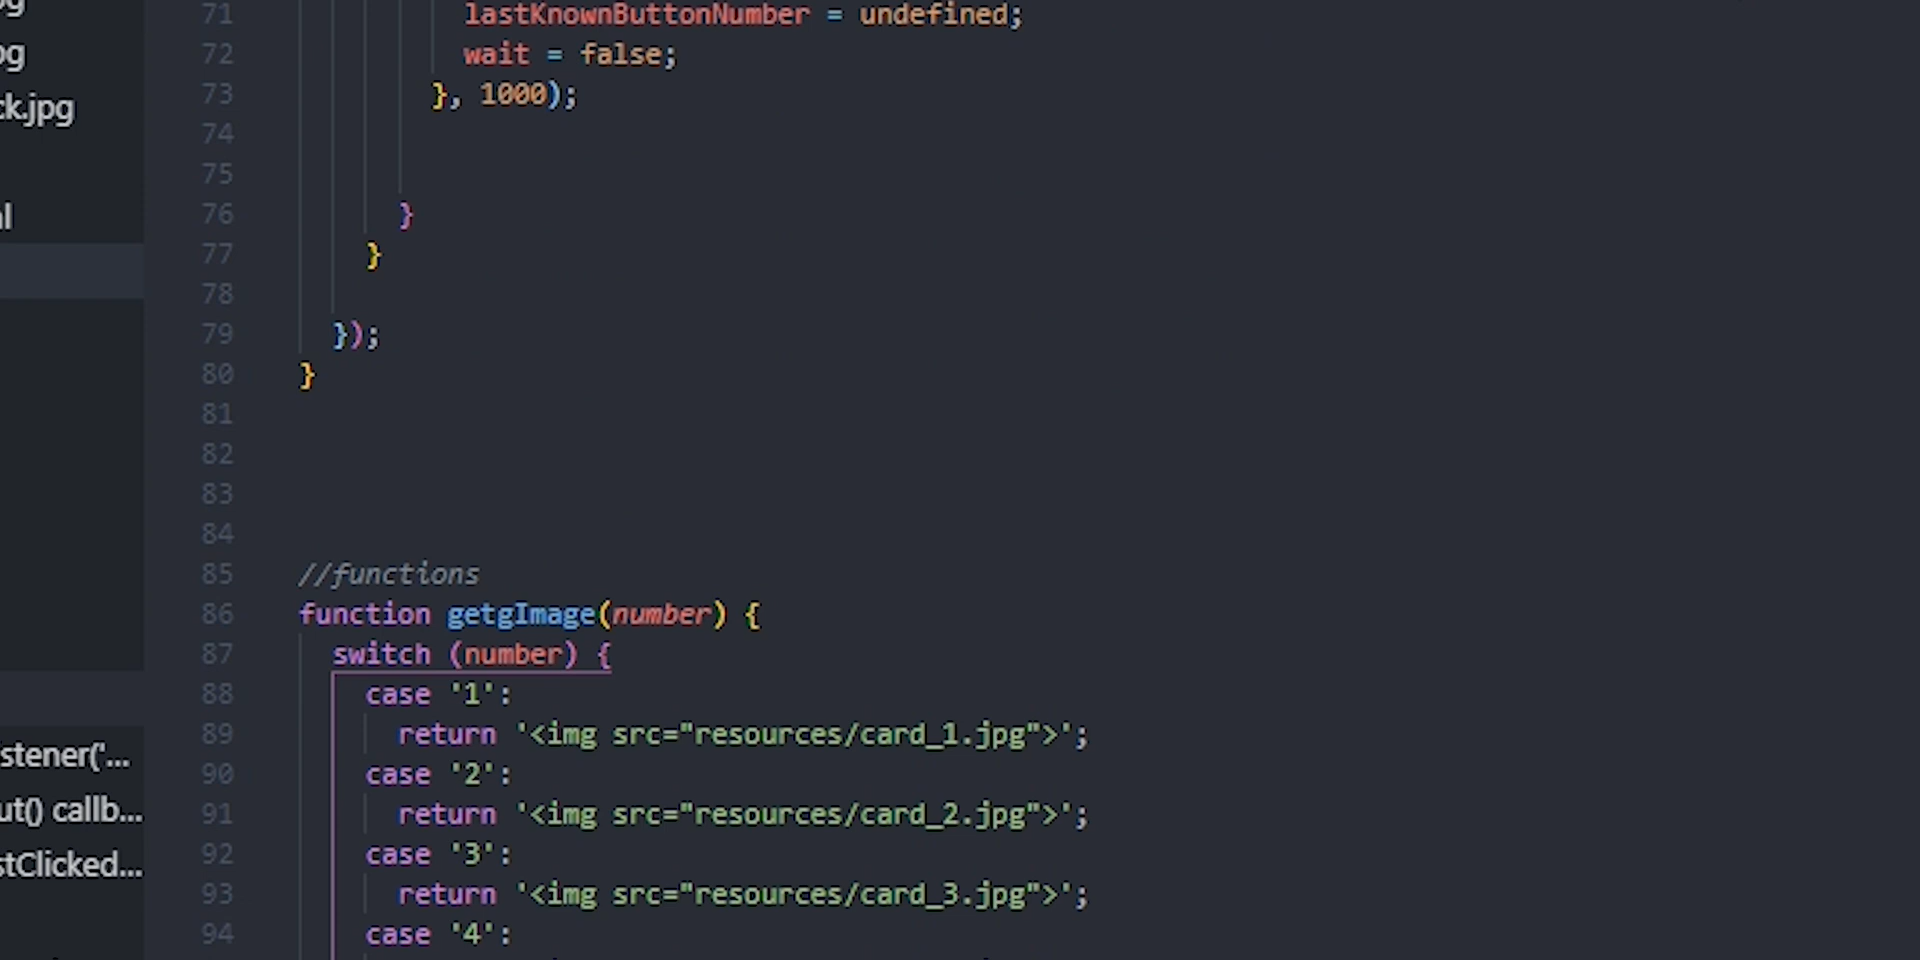 g
og
ck.jpg
al
istener('...
ut() callb...
stClicked...
71 lastKnownButtonNumber = undefined;
72 wait = false;
73 }, 1000);
74
75
76 }
77 }
78
79 });
80 }
81
82
83
84
85 //functions
86 function getgImage(number) {
87 switch (number) {
88 case '1':
89 return '<img src="resources/card_1.jpg">';
90 case '2':
91 return '<img src="resources/card_2.jpg">';
92 case '3':
93 return '<img src="resources/card_3.jpg">';
94 case '4':